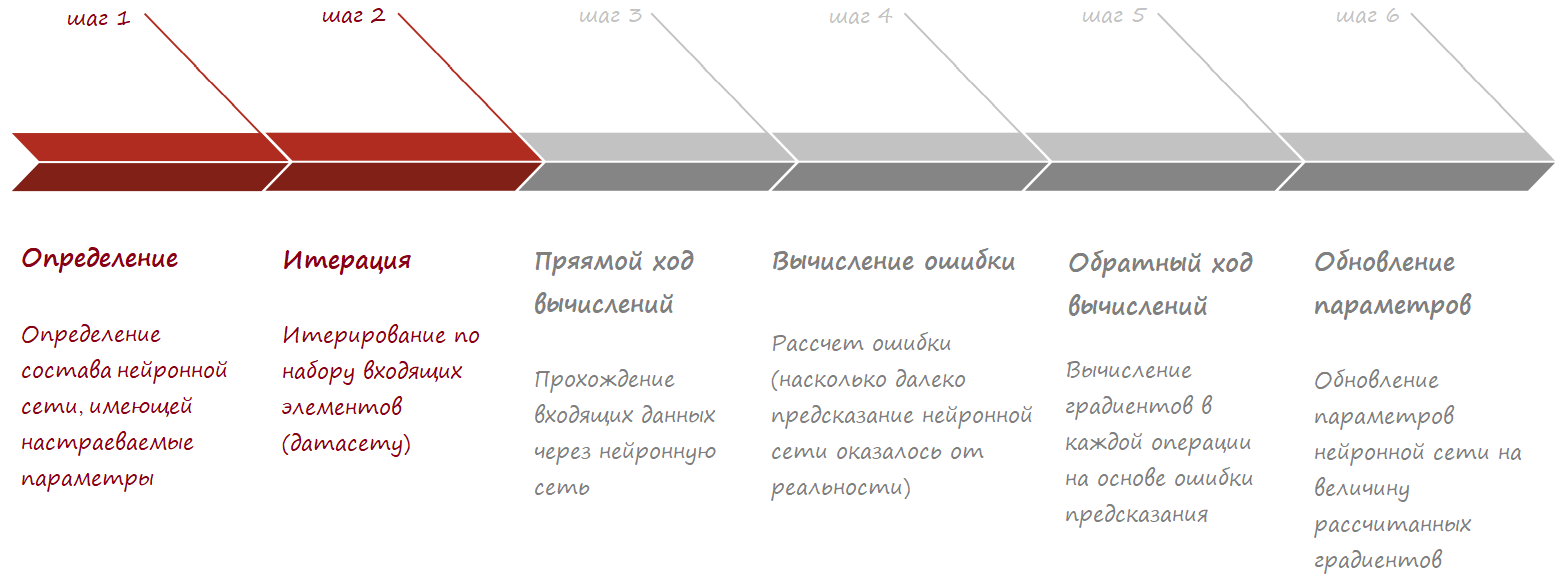 шаг 1
шаг 2
шаг 3
шаг 4
шаг 5
шаг 6
Определение
Определение
состава нейронной
сети, имеющей
настраеваемые
параметры
Итерация
Итерирование по
набору входящих
элементов
(датасету)
Пряямой ход
вычислений
Прохождение
входящих данных
через нейронную
сеть
Вычисление ошибки
Рассчет ошибки
(насколько далеко
предсказание нейронной
сети оказалось от
реальности)
Обратный ход
вычислений
Вычисление
градиентов в
каждой операции
на основе ошибки
предсказания
Обновление
параметров
Обновление
параметров
нейронной сети на
величину
рассчитанных
градиентов